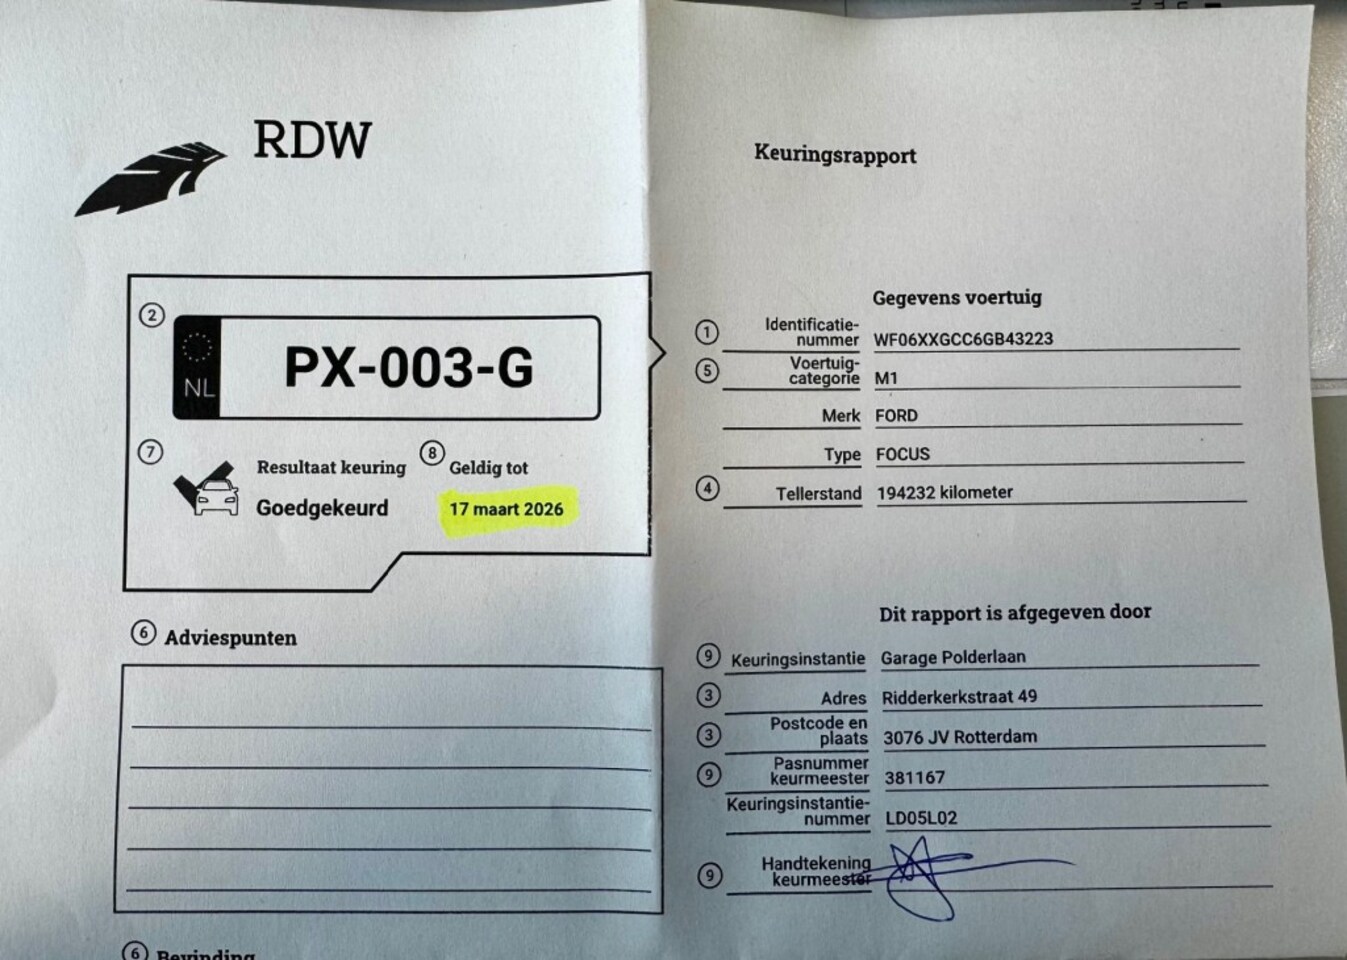 RDW
2
NL
PX-003-G
7
Resultaat keuring
Goedgekeurd
8
Geldig tot
17 maart 2026
6 Adviespunten
6 Bevinding
Keuringsrapport
Gegevens voertuig
1 Identificatie-
nummer WF06XXGCC6GB43223
5 Voertuig-
categorie M1
Merk FORD
Type FOCUS
4 Tellerstand 194232 kilometer
Dit rapport is afgegeven door
9 Keuringsinstantie Garage Polderlaan
3 Adres Ridderkerkstraat 49
3 Postcode en
plaats 3076 JV Rotterdam
9 Pasnummer
keurmeester 381167
Keuringsinstantie-
nummer LD05L02
9 Handtekening
keurmeester